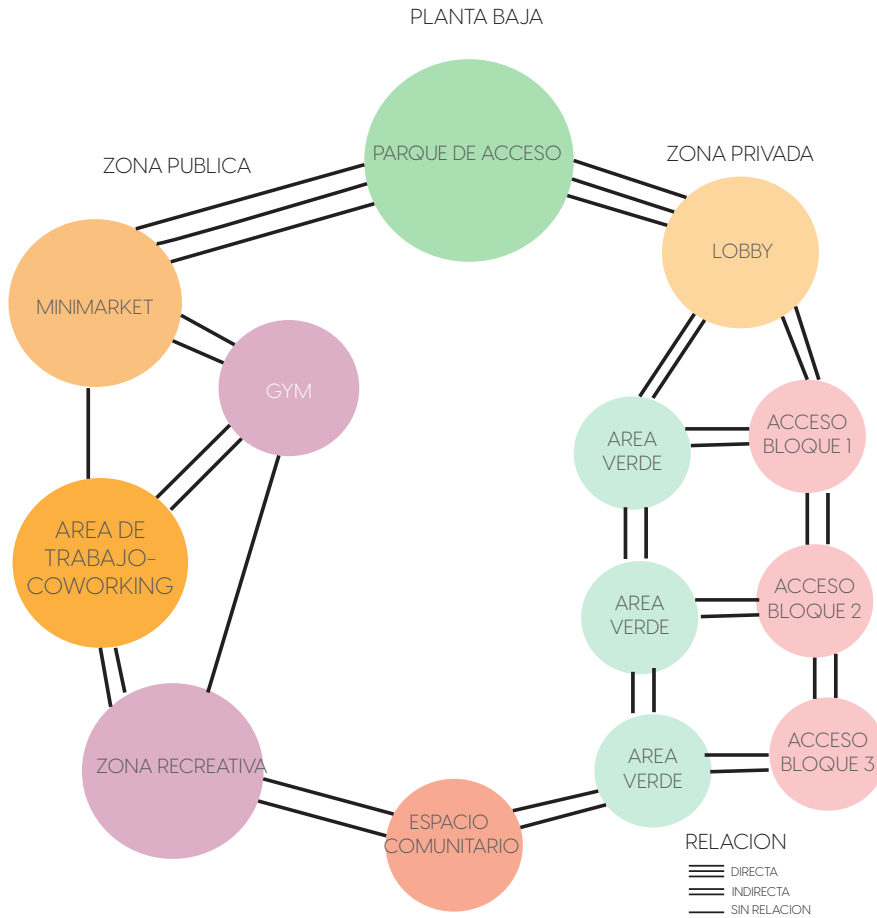 PLANTA BAJA
ZONA PUBLICA
PARQUE DE ACCESO
ZONA PRIVADA
LOBBY
MINIMARKET
GYM
AREA
VERDE
ACCESO
BLOQUE 1
AREA DE
TRABAJO-
COWORKING
AREA
VERDE
ACCESO
BLOQUE 2
ZONA RECREATIVA
AREA
VERDE
ACCESO
BLOQUE 3
ESPACIO
COMUNITARIO
RELACION
DIRECTA
INDIRECTA
SIN RELACION